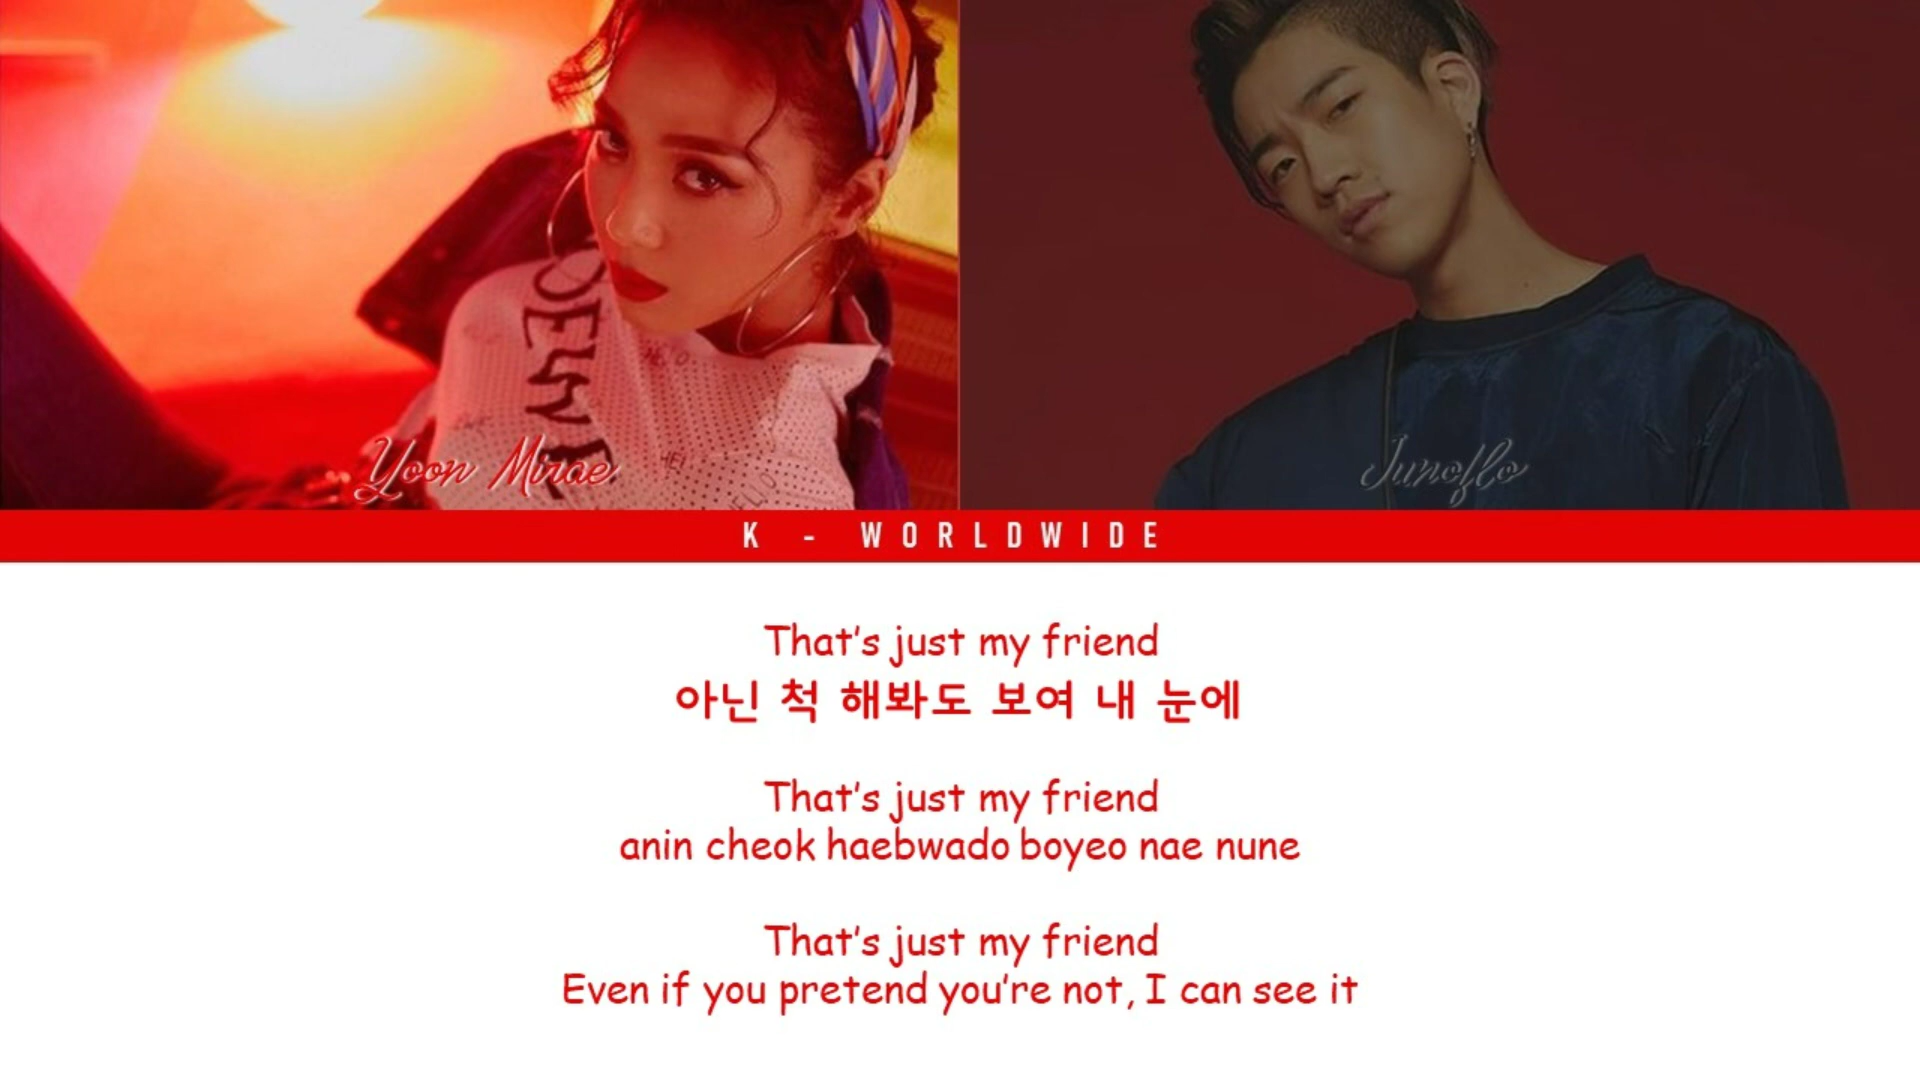 Yoon Mirae
Junoflo
K - WORLDWIDE
That's just my friend
아닌 척 해봐도 보여 내 눈에
That's just my friend
anin cheok haebwado boyeo nae nune
That's just my friend
Even if you pretend you're not, I can see it